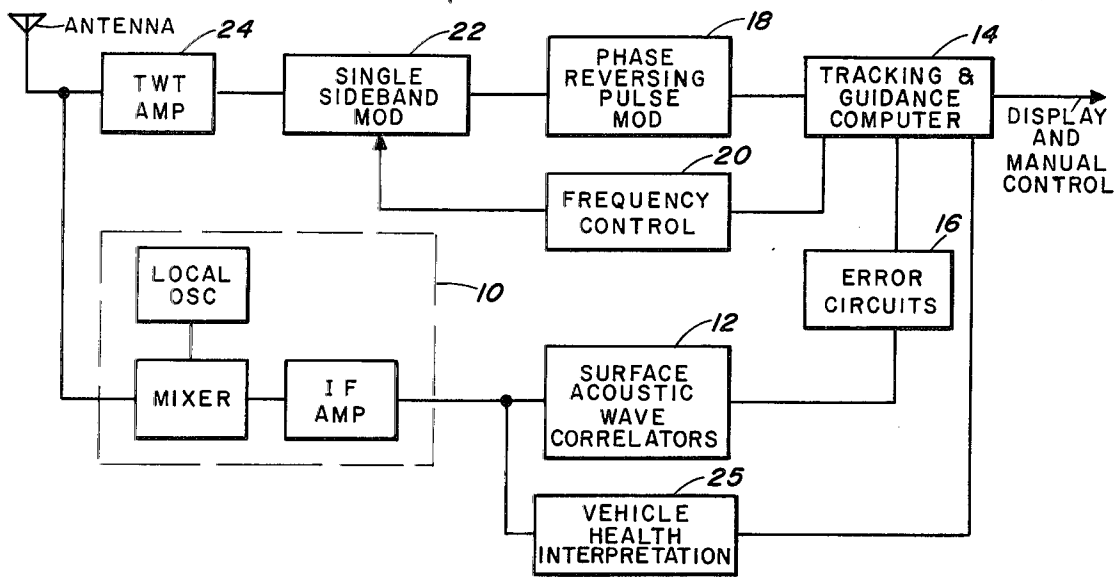 ANTENNA
24
TWT
AMP
22
SINGLE
SIDEBAND
MOD
18
PHASE
REVERSING
PULSE
MOD
14
TRACKING &
GUIDANCE
COMPUTER
DISPLAY
AND
MANUAL
CONTROL
20
FREQUENCY
CONTROL
16
ERROR
CIRCUITS
10
LOCAL
OSC
MIXER
IF
AMP
12
SURFACE
ACOUSTIC
WAVE
CORRELATORS
25
VEHICLE
HEALTH
INTERPRETATION